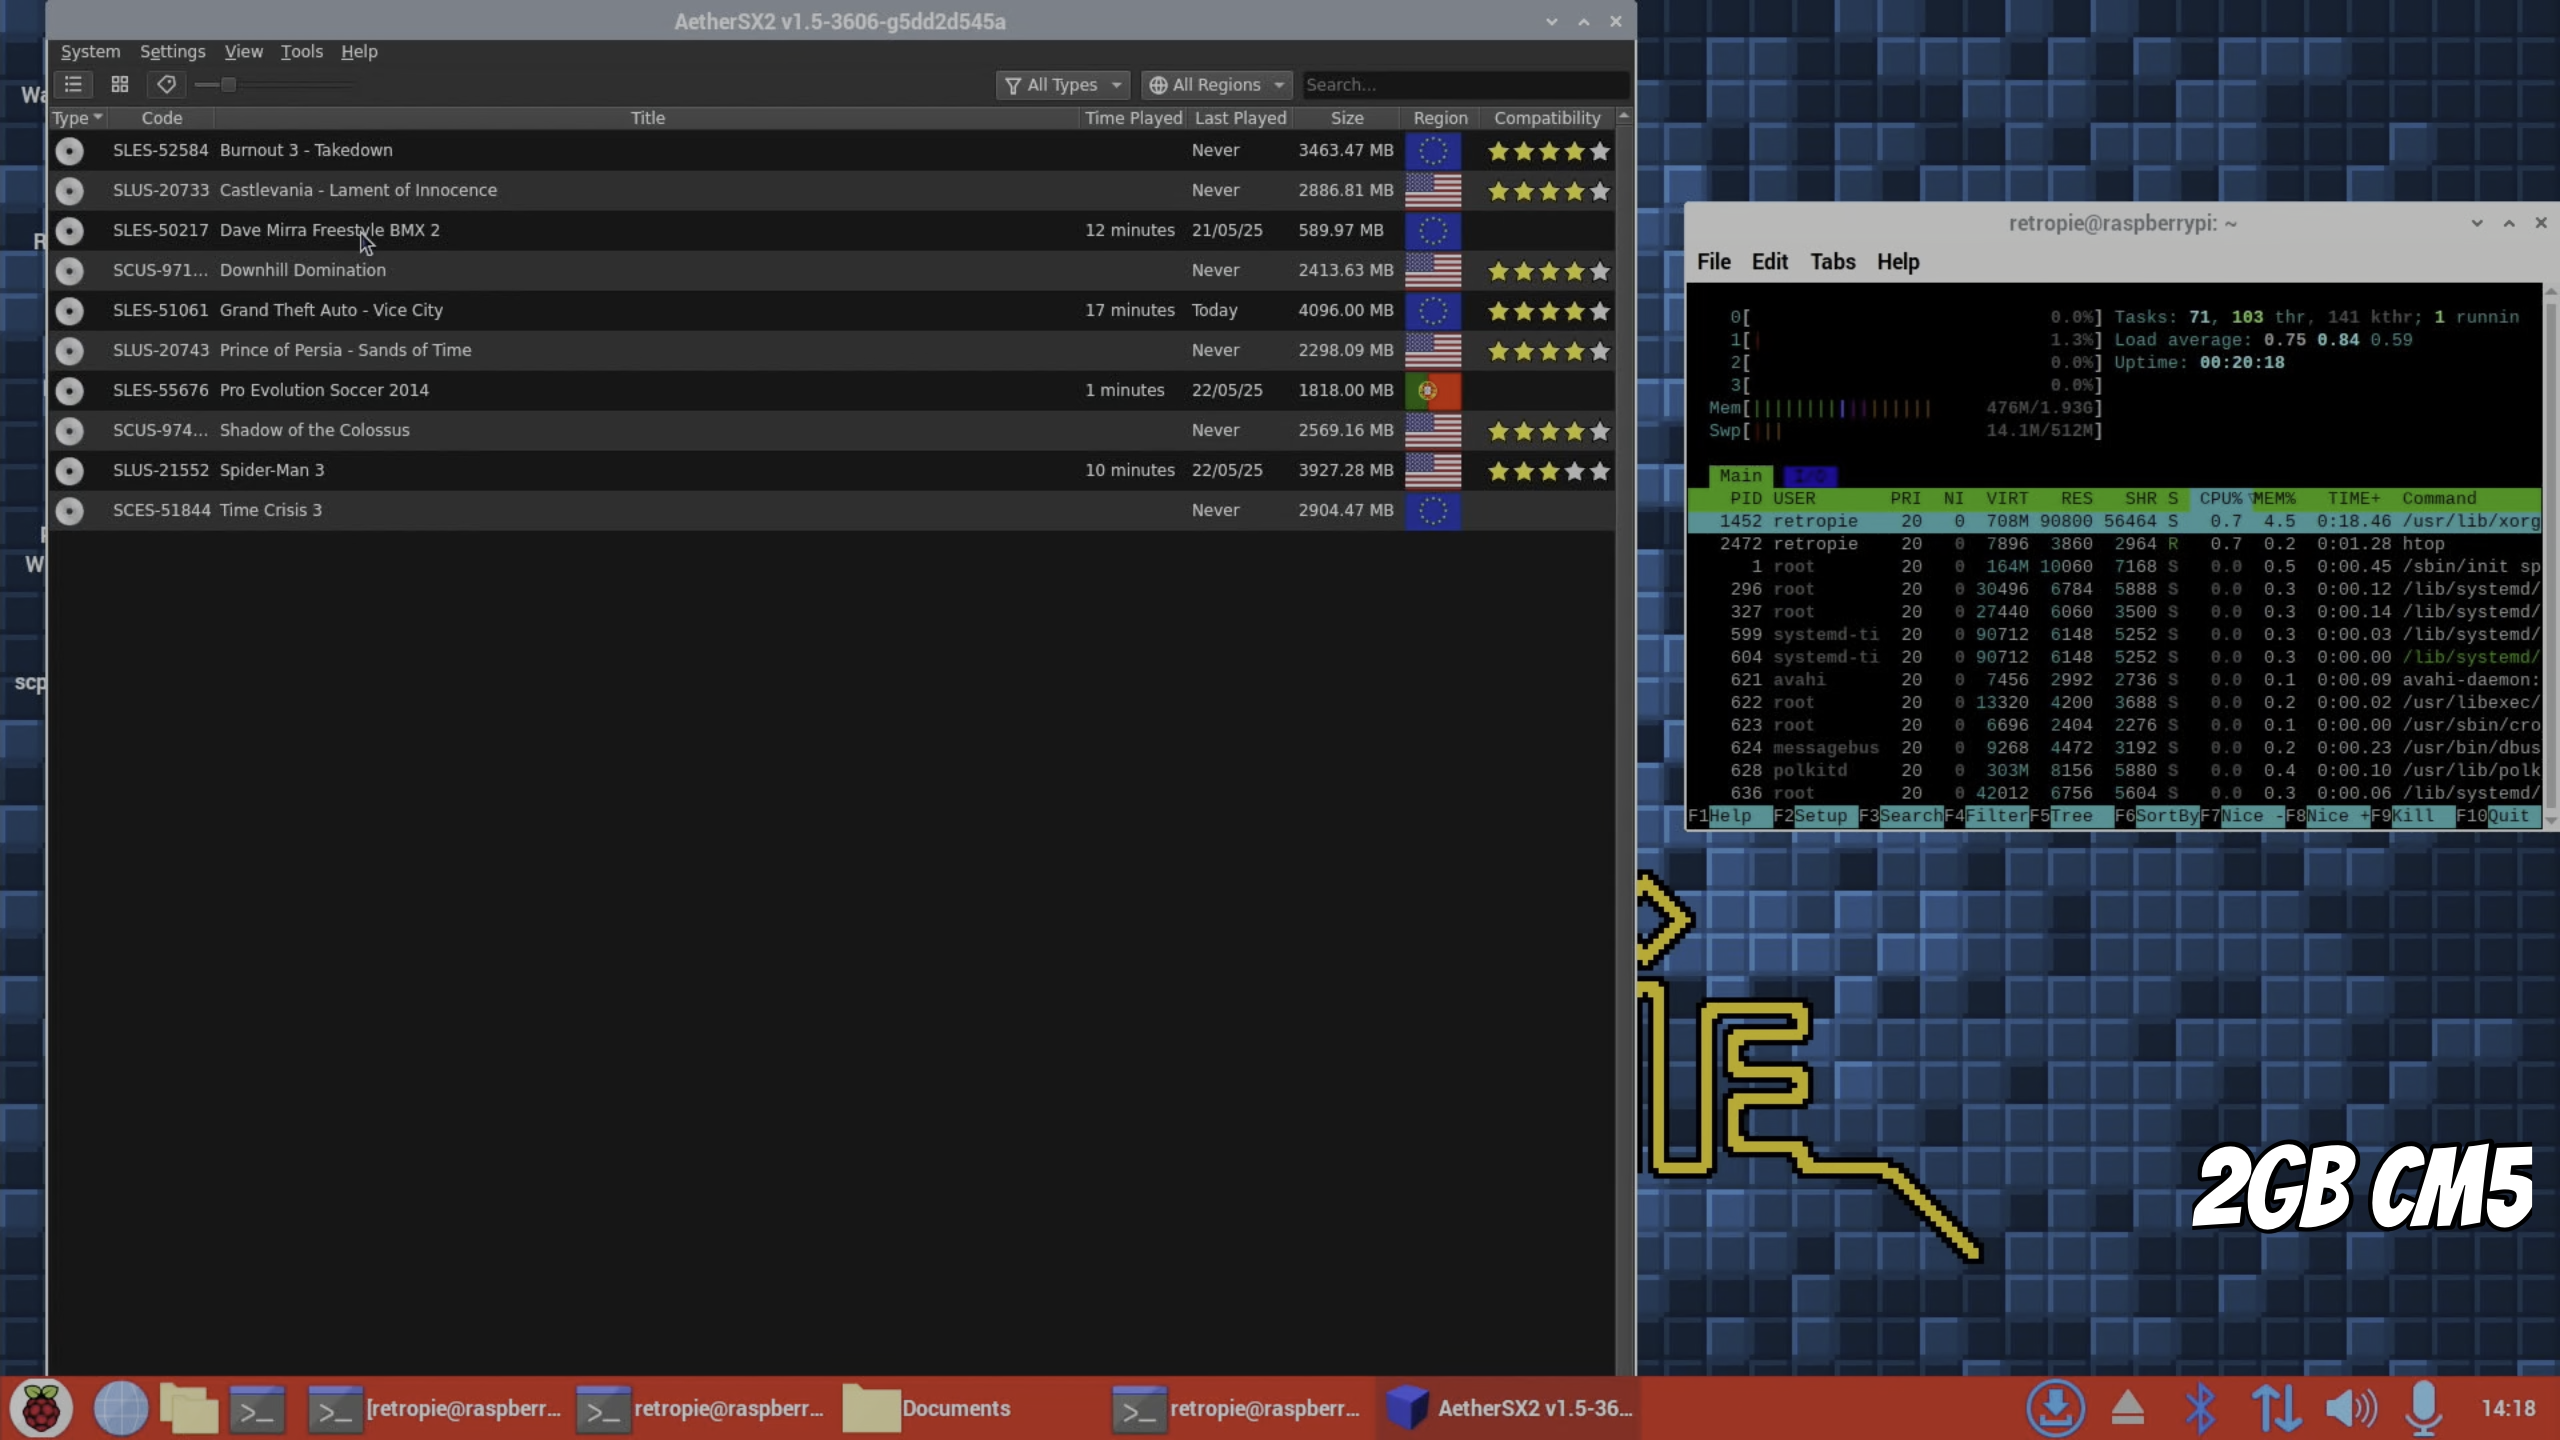 AetherSX2 v1.5-3606-g5dd2d545a
System Settings View Tools Help
All Types All Regions Search...
Type Code Title Time Played Last Played Size Region Compatibility
SLES-52584 Burnout 3 - Takedown Never 3463.47 MB
SLUS-20733 Castlevania - Lament of Innocence Never 2886.81 MB
SLES-50217 Dave Mirra Freestyle BMX 2 12 minutes 21/05/25 589.97 MB
SCUS-971... Downhill Domination Never 2413.63 MB
SLES-51061 Grand Theft Auto - Vice City 17 minutes Today 4096.00 MB
SLUS-20743 Prince of Persia - Sands of Time Never 2298.09 MB
SLES-55676 Pro Evolution Soccer 2014 1 minutes 22/05/25 1818.00 MB
SCUS-974... Shadow of the Colossus Never 2569.16 MB
SLUS-21552 Spider-Man 3 10 minutes 22/05/25 3927.28 MB
SCES-51844 Time Crisis 3 Never 2904.47 MB
Wa
R
W
scp
retropie@raspberrypi: ~
File Edit Tabs Help
0[ 0.0%] Tasks: 71, 103 thr, 141 kthr; 1 runnin
1[| 1.3%] Load average: 0.75 0.84 0.59
2[ 0.0%] Uptime: 00:20:18
3[ 0.0%]
Mem[||||||||||||||||||||| 476M/1.93G]
Swp[||| 14.1M/512M]
Main I/O
PID USER PRI NI VIRT RES SHR S CPU%▽MEM% TIME+ Command
1452 retropie 20 0 708M 90800 56464 S 0.7 4.5 0:18.46 /usr/lib/xorg
2472 retropie 20 0 7896 3860 2964 R 0.7 0.2 0:01.28 htop
1 root 20 0 164M 10060 7168 S 0.0 0.5 0:00.45 /sbin/init sp
296 root 20 0 30496 6784 5888 S 0.0 0.3 0:00.12 /lib/systemd/
327 root 20 0 27440 6060 3500 S 0.0 0.3 0:00.14 /lib/systemd/
599 systemd-ti 20 0 90712 6148 5252 S 0.0 0.3 0:00.03 /lib/systemd/
604 systemd-ti 20 0 90712 6148 5252 S 0.0 0.3 0:00.00 /lib/systemd/
621 avahi 20 0 7456 2992 2736 S 0.0 0.1 0:00.09 avahi-daemon:
622 root 20 0 13320 4200 3688 S 0.0 0.2 0:00.02 /usr/libexec/
623 root 20 0 6696 2404 2276 S 0.0 0.1 0:00.00 /usr/sbin/cro
624 messagebus 20 0 9268 4472 3192 S 0.0 0.2 0:00.23 /usr/bin/dbus
628 polkitd 20 0 303M 8156 5880 S 0.0 0.4 0:00.10 /usr/lib/polk
636 root 20 0 42012 6756 5604 S 0.0 0.3 0:00.06 /lib/systemd/
F1Help F2Setup F3SearchF4FilterF5Tree F6SortByF7Nice -F8Nice +F9Kill F10Quit
2GB CM5
[retropie@raspberr... retropie@raspberr... Documents retropie@raspberr... AetherSX2 v1.5-36... 14:18